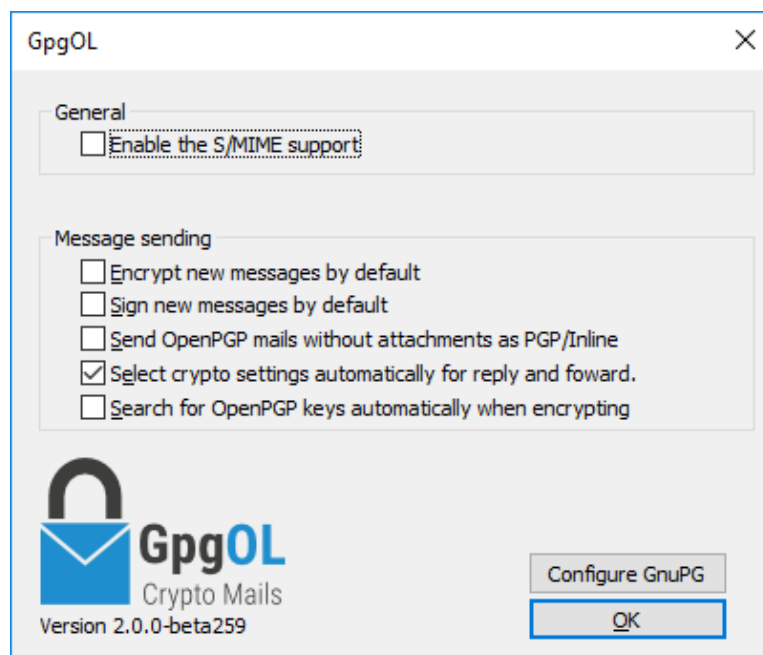 GpgOL
General
Enable the S/MIME support
Message sending
Encrypt new messages by default
Sign new messages by default
Send OpenPGP mails without attachments as PGP/Inline
Select crypto settings automatically for reply and foward.
Search for OpenPGP keys automatically when encrypting
GpgOL
Crypto Mails
Version 2.0.0-beta259
Configure GnuPG
OK